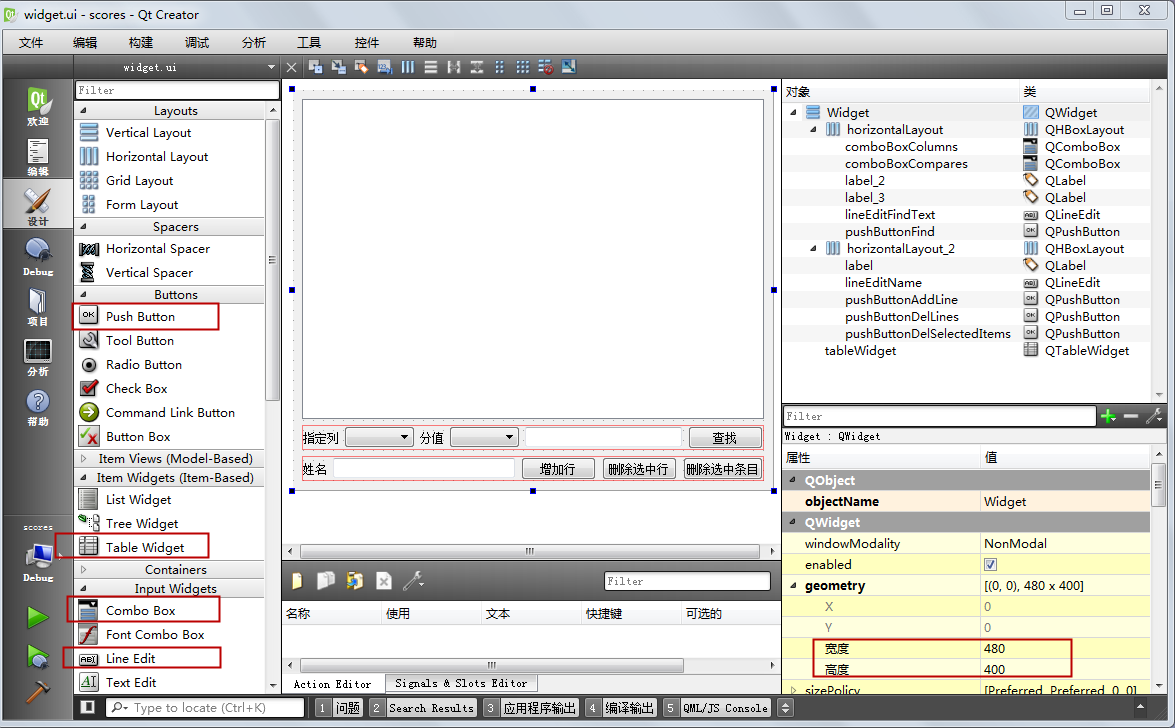 widget.ui - scores - Qt Creator
文件 编辑 构建 调试 分析 工具 控件 帮助
widget.ui
欢迎
编辑
设计
Debug
项目
分析
帮助
scores
Debug
Filter
Layouts
Vertical Layout
Horizontal Layout
Grid Layout
Form Layout
Spacers
Horizontal Spacer
Vertical Spacer
Buttons
Push Button
Tool Button
Radio Button
Check Box
Command Link Button
Button Box
Item Views (Model-Based)
Item Widgets (Item-Based)
List Widget
Tree Widget
Table Widget
Containers
Input Widgets
Combo Box
Font Combo Box
Line Edit
Text Edit
指定列 分值 查找
姓名 增加行 删除选中行 删除选中条目
Filter
名称 使用 文本 快捷键 可选的
Action Editor Signals & Slots Editor
对象 类
Widget QWidget
horizontalLayout QHBoxLayout
comboBoxColumns QComboBox
comboBoxCompares QComboBox
label_2 QLabel
label_3 QLabel
lineEditFindText QLineEdit
pushButtonFind QPushButton
horizontalLayout_2 QHBoxLayout
label QLabel
lineEditName QLineEdit
pushButtonAddLine QPushButton
pushButtonDelLines QPushButton
pushButtonDelSelectedItems QPushButton
tableWidget QTableWidget
Filter
Widget : QWidget
属性 值
QObject
objectName Widget
QWidget
windowModality NonModal
enabled
geometry [(0, 0), 480 x 400]
X 0
Y 0
宽度 480
高度 400
sizePolicy [Preferred, Preferred, 0, 0]
Type to locate (Ctrl+K) 1 问题 2 Search Results 3 应用程序输出 4 编译输出 5 QML/JS Console